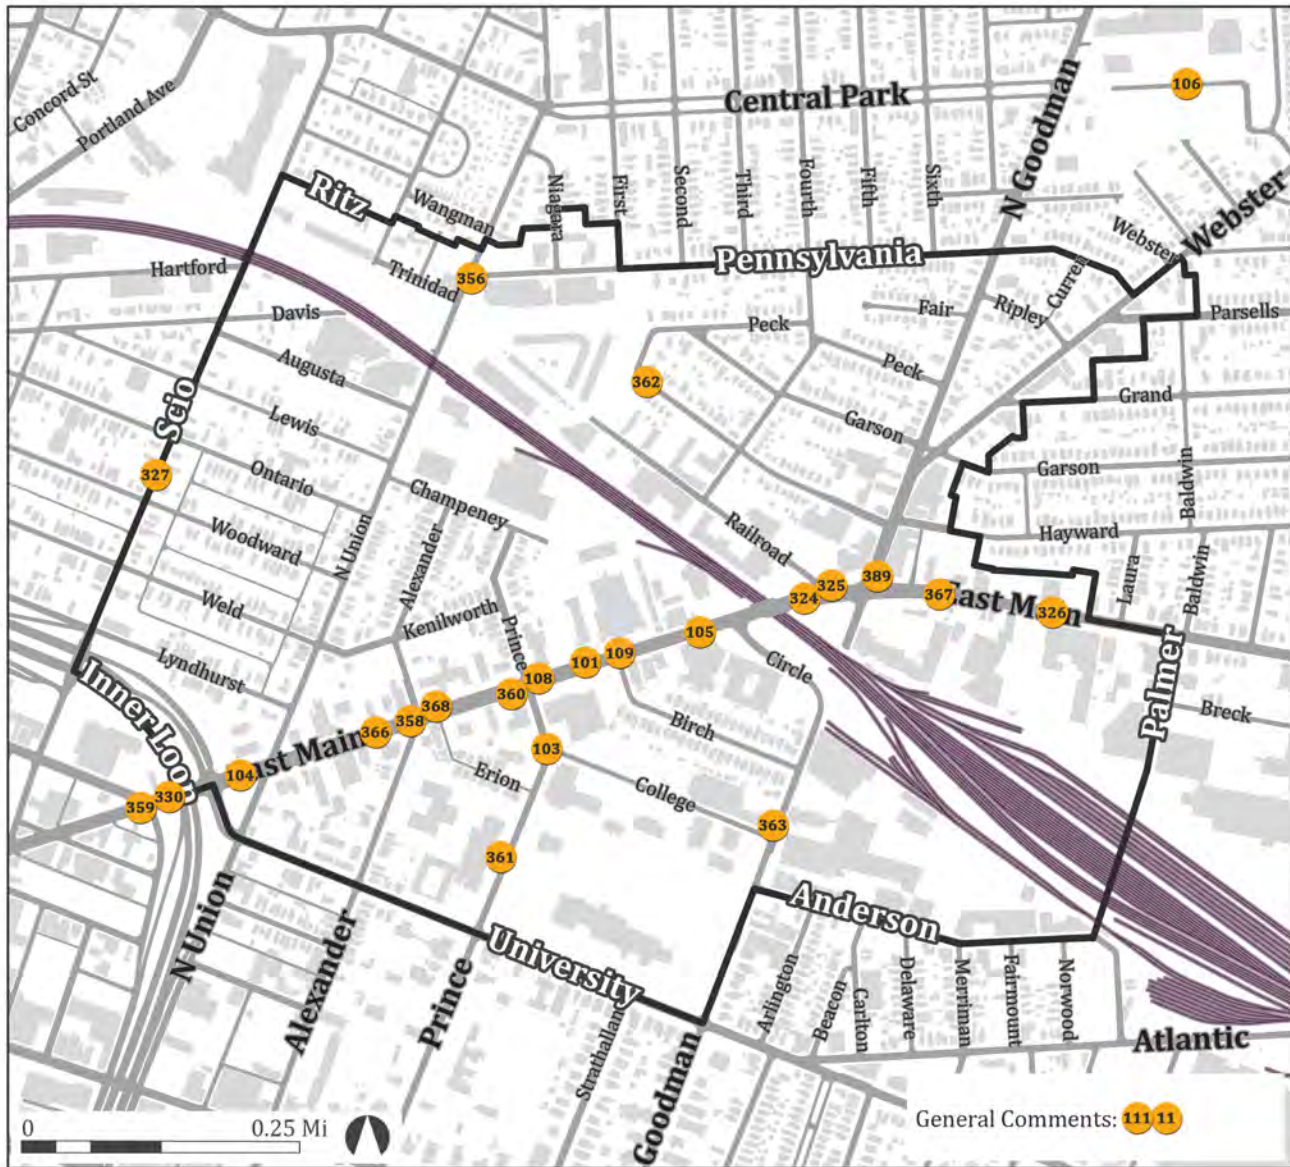 Concord St
Portland Ave
Central Park
N Goodman
106
Ritz
Wangman
Niagara
First
Second
Third
Fourth
Fifth
Sixth
Webster
Webster
Hartford
Trinidad
356
Pennsylvania
Curren
Ripley
Fair
Parsells
Davis
Peck
Peck
Augusta
362
Grand
Scio
Lewis
Garson
Garson
Baldwin
327
Ontario
Champeney
Woodward
N Union
Alexander
Railroad
Hayward
Weld
Kenilworth
Prince
324
325
389
367
East Main
326
Laura
Baldwin
Lyndhurst
105
109
101
108
360
Circle
Palmer
Inner Loop
368
358
366
Birch
Breck
East Main
104
103
Erion
College
330
359
363
361
N Union
Alexander
Prince
University
Anderson
Strathallan
Goodman
Arlington
Beacon
Carlton
Delaware
Merriman
Fairmount
Norwood
Atlantic
0 0.25 Mi
General Comments: 111 11